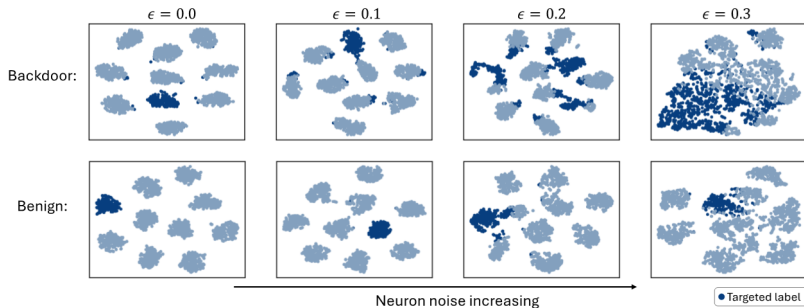 ϵ = 0.0
ϵ = 0.1
ϵ = 0.2
ϵ = 0.3
Backdoor:
Benign:
Neuron noise increasing
Targeted label